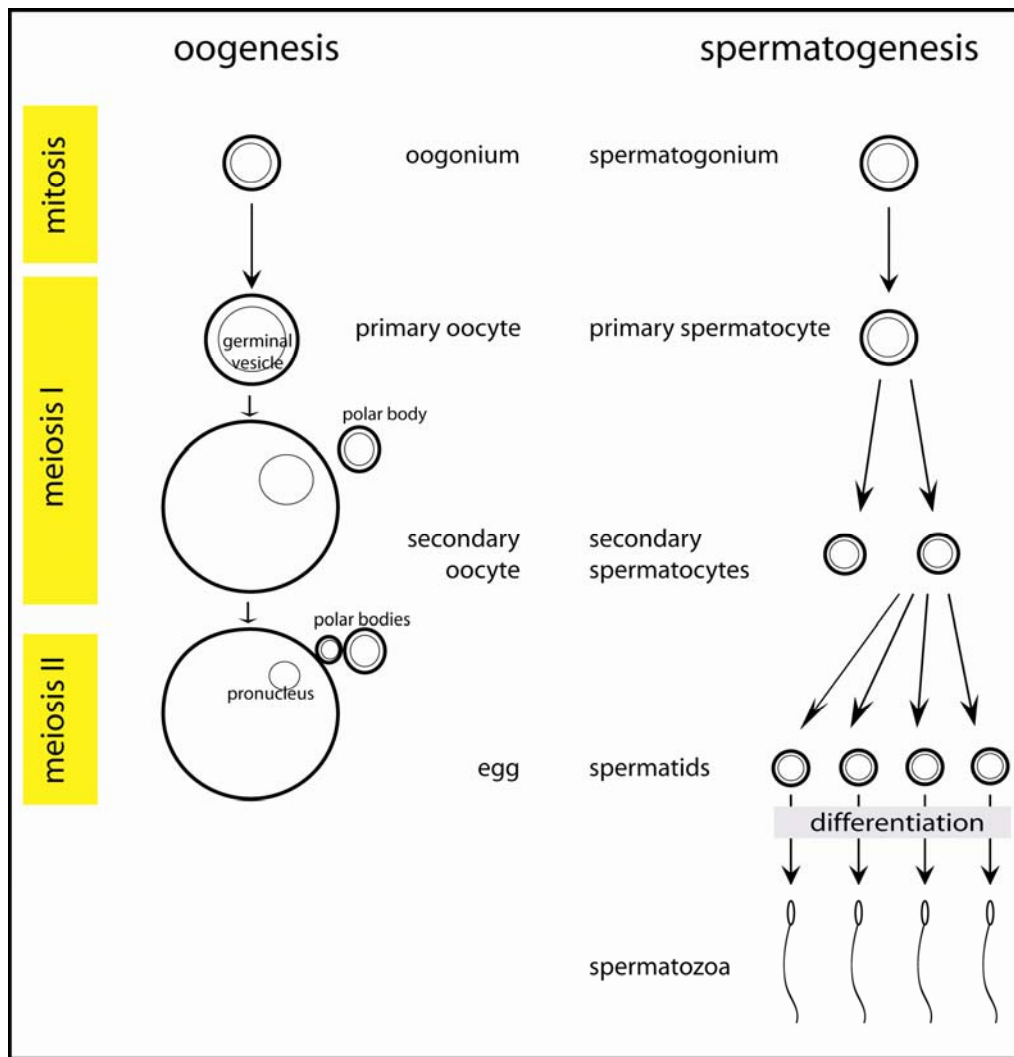 oogenesis
spermatogenesis
mitosis
oogonium
spermatogonium
meiosis I
germinal
vesicle
primary oocyte
primary spermatocyte
polar body
secondary
oocyte
secondary
spermatocytes
meiosis II
polar bodies
pronucleus
egg
spermatids
differentiation
spermatozoa